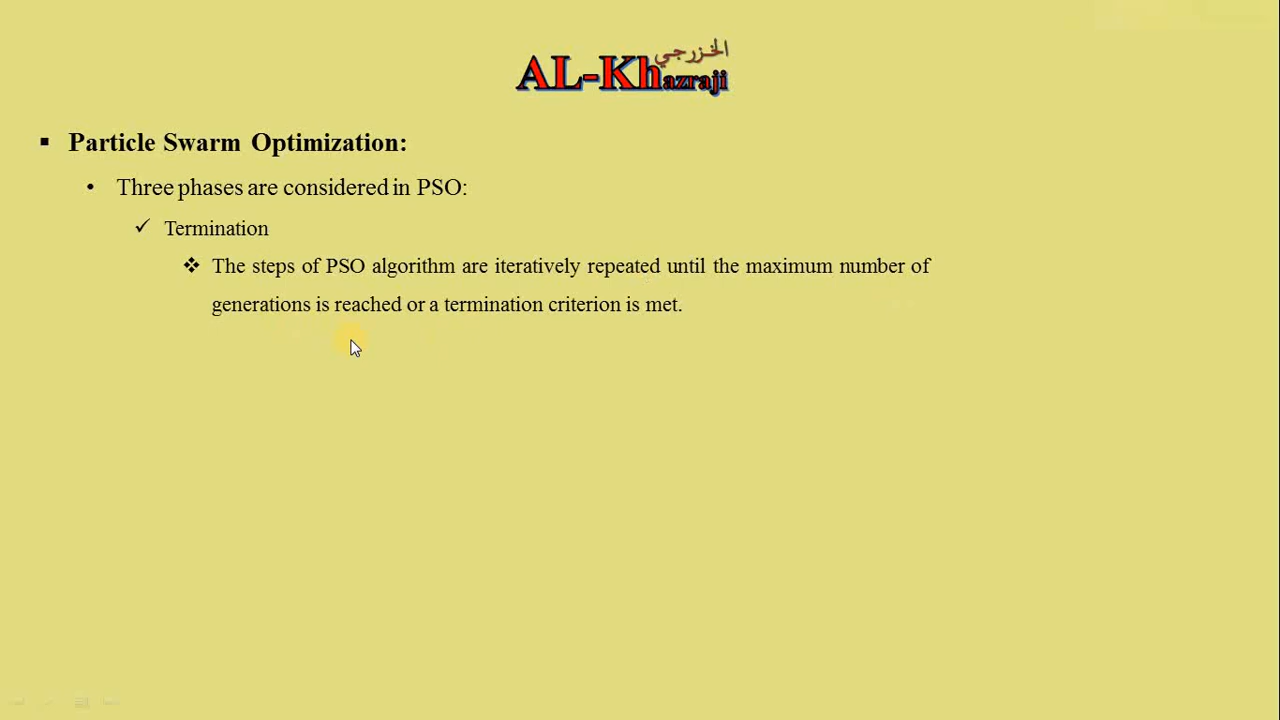 الخزرجي
AL-Khazraji
▪ Particle Swarm Optimization:
• Three phases are considered in PSO:
✓ Termination
❖ The steps of PSO algorithm are iteratively repeated until the maximum number of
generations is reached or a termination criterion is met.